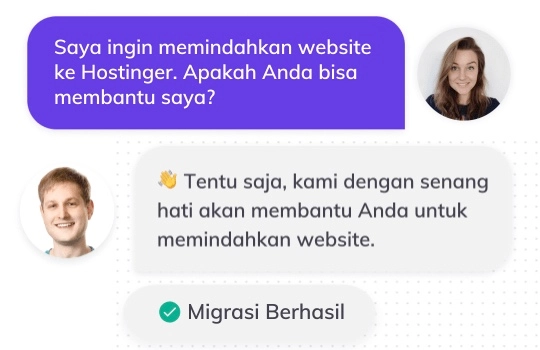 Saya ingin memindahkan website
ke Hostinger. Apakah Anda bisa
membantu saya?
👋 Tentu saja, kami dengan senang
hati akan membantu Anda untuk
memindahkan website.
Migrasi Berhasil